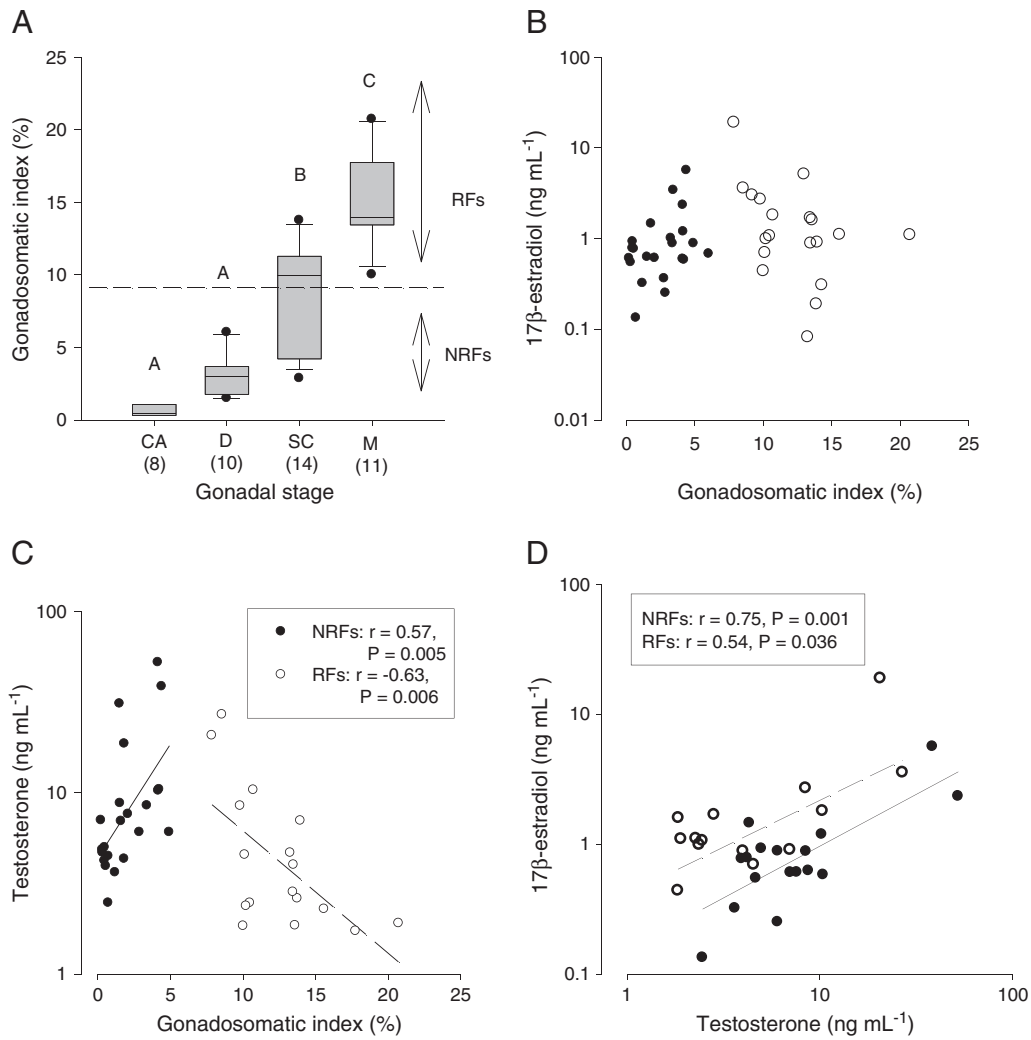 A
Gonadosomatic index (%)
25
20
15
10
5
0
A
A
B
C
RFs
NRFs
CA
(8)
D
(10)
SC
(14)
M
(11)
Gonadal stage
B
17β-estradiol (ng mL⁻¹)
100
10
1
0.1
0.01
0 5 10 15 20 25
Gonadosomatic index (%)
C
Testosterone (ng mL⁻¹)
100
10
1
NRFs: r = 0.57,
P = 0.005
RFs: r = -0.63,
P = 0.006
0 5 10 15 20 25
Gonadosomatic index (%)
D
17β-estradiol (ng mL⁻¹)
100
10
1
0.1
NRFs: r = 0.75, P = 0.001
RFs: r = 0.54, P = 0.036
1 10 100
Testosterone (ng mL⁻¹)